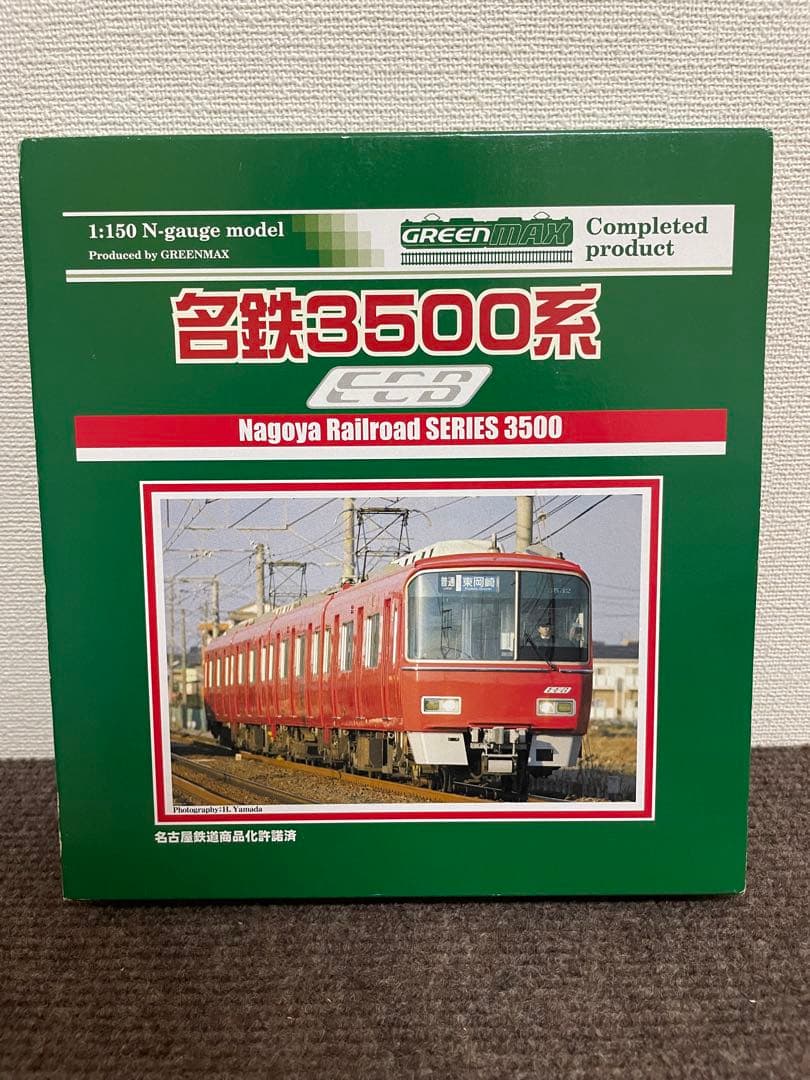 1:150 N-gauge model
Produced by GREENMAX
GREENMAX
Completed
product
名鉄3500系
ECB
Nagoya Railroad SERIES 3500
普通
東岡崎
Photography:H. Yamada
名古屋鉄道商品化許諾済